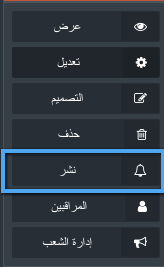 عرض
تعديل
التصميم
حذف
نشر
المراقبين
إدارة الشعب